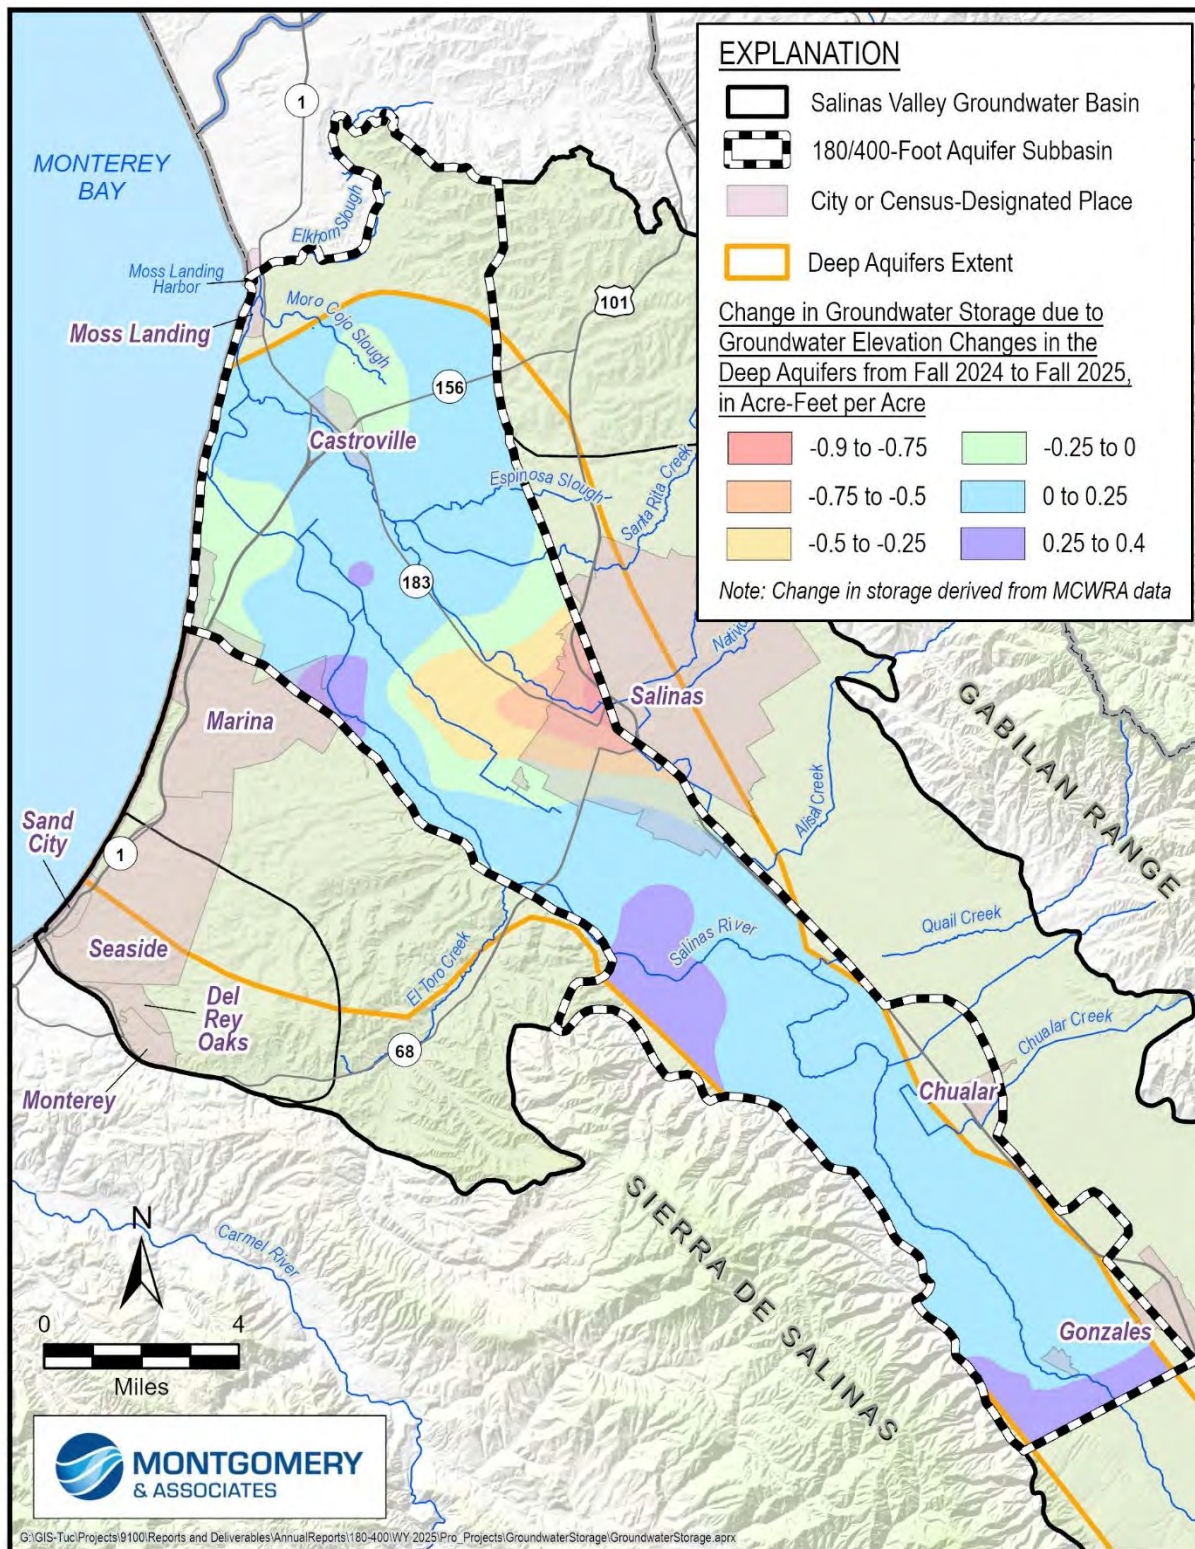 EXPLANATION
Salinas Valley Groundwater Basin
180/400-Foot Aquifer Subbasin
City or Census-Designated Place
Deep Aquifers Extent
Change in Groundwater Storage due to
Groundwater Elevation Changes in the
Deep Aquifers from Fall 2024 to Fall 2025,
in Acre-Feet per Acre
-0.9 to -0.75
-0.25 to 0
-0.75 to -0.5
0 to 0.25
-0.5 to -0.25
0.25 to 0.4
Note: Change in storage derived from MCWRA data
1
MONTEREY
BAY
Elkhorn Slough
Moss Landing
Harbor
101
Moro Cojo Slough
Moss Landing
156
Castroville
Espinosa Slough
Santa Rita Creek
183
Nativ
Salinas
Marina
GABILAN RANGE
Alisal Creek
Sand
City
1
Quail Creek
Salinas River
Seaside
El Toro Creek
Del
Rey
Oaks
Chualar Creek
68
Chualar
Monterey
SIERRA DE SALINAS
N
Carmel River
0
4
Miles
Gonzales
MONTGOMERY
& ASSOCIATES
G:\GIS-Tuc\Projects\9100\Reports and Deliverables\AnnualReports\180-400\WY 2025\Pro_Projects\GroundwaterStorage\GroundwaterStorage.aprx